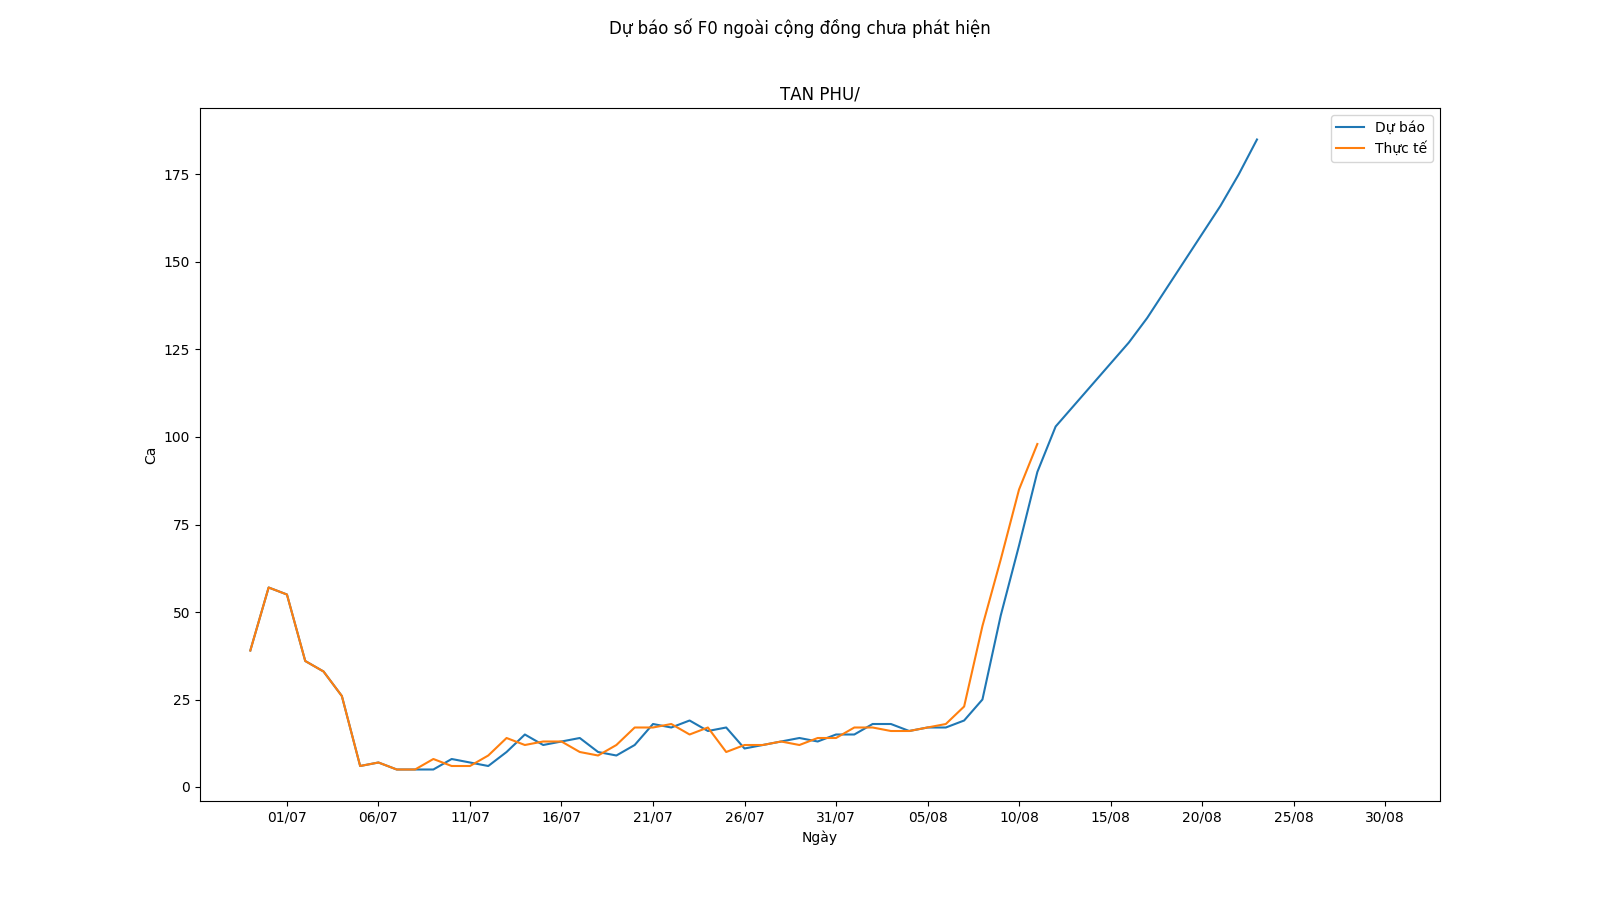 Dự báo số F0 ngoài cộng đồng chưa phát hiện
TAN PHU/
Dự báo
Thực tế
175
150
125
100
75
50
25
0
Ca
01/07 06/07 11/07 16/07 21/07 26/07 31/07 05/08 10/08 15/08 20/08 25/08 30/08
Ngày